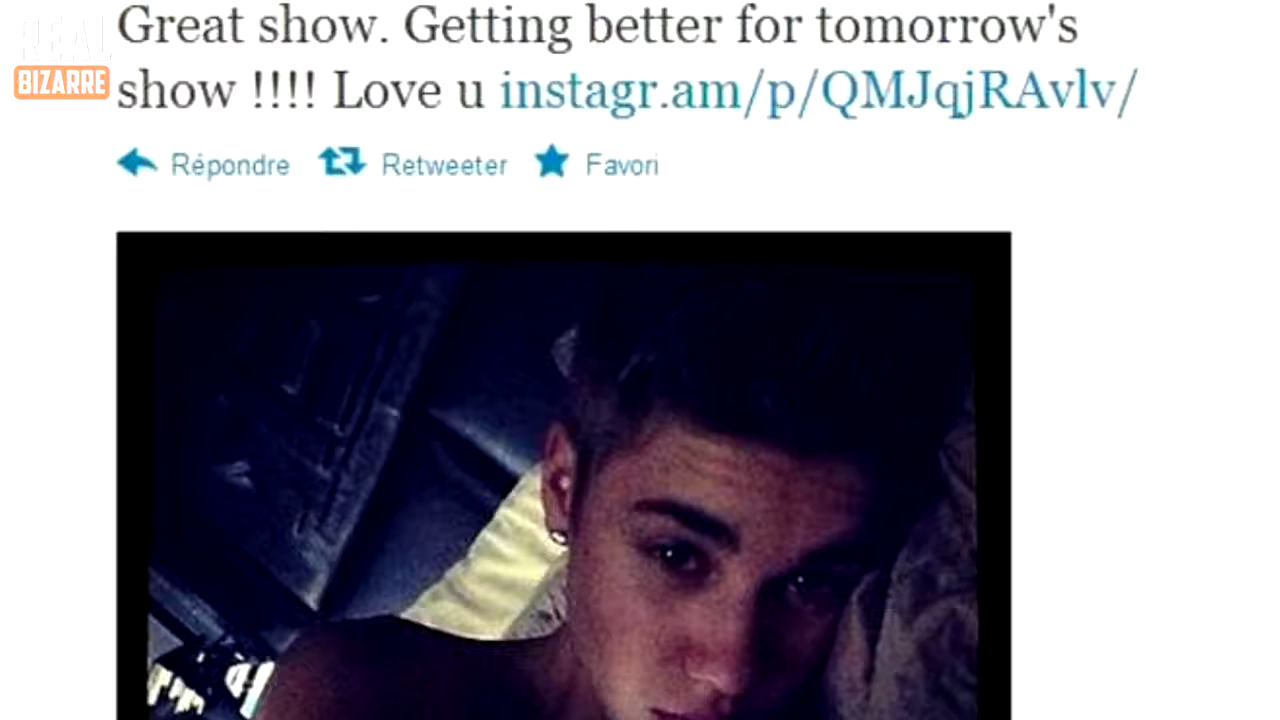 REAL
BIZARRE
Great show. Getting better for tomorrow's
show !!!! Love u instagr.am/p/QMJqjRAvlv/
Répondre Retweeter Favori